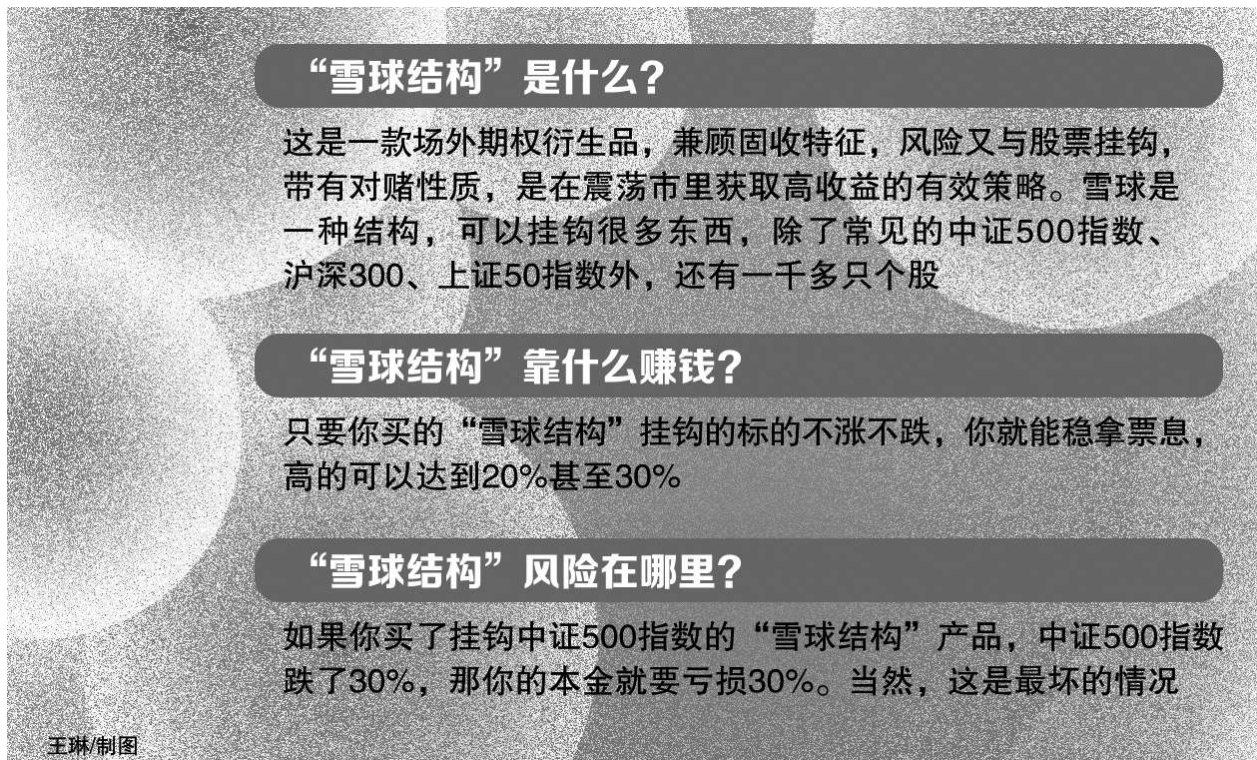 “雪球结构”是什么?
这是一款场外期权衍生品，兼顾固收特征，风险又与股票挂钩，
带有对赌性质，是在震荡市里获取高收益的有效策略。雪球是
一种结构，可以挂钩很多东西，除了常见的中证500指数、
沪深300、上证50指数外，还有一千多只个股
“雪球结构”靠什么赚钱?
只要你买的“雪球结构”挂钩的标的不涨不跌，你就能稳拿票息，
高的可以达到20%甚至30%
“雪球结构”风险在哪里?
如果你买了挂钩中证500指数的“雪球结构”产品，中证500指数
跌了30%，那你的本金就要亏损30%。当然，这是最坏的情况
王琳/制图